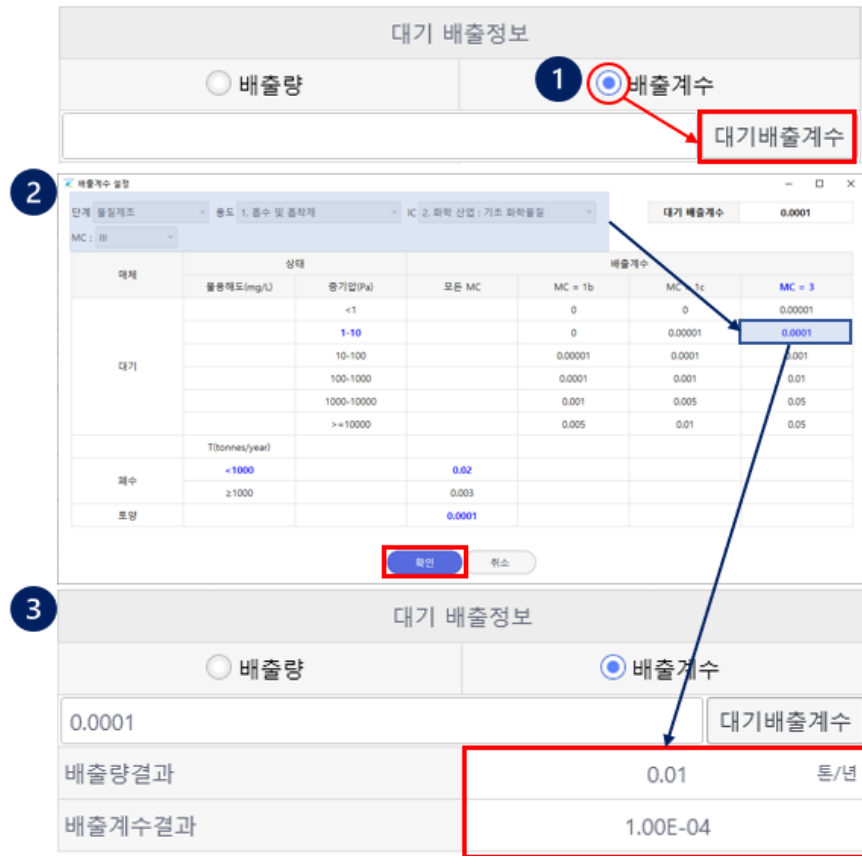 대기 배출정보
배출량 1 배출계수
대기배출계수
2
배출계수 설정
단계 물질제조 용도 1. 흡수 및 흡착제 IC 2. 화학 산업 : 기초 화학물질 대기 배출계수 0.0001
MC : III
매체 상태 배출계수
물용해도(mg/L) 증기압(Pa) 모든 MC MC = 1b MC = 1c MC = 3
대기 <1 0 0 0.00001
1-10 0 0.00001 0.0001
10-100 0.00001 0.0001 0.001
100-1000 0.0001 0.001 0.01
1000-10000 0.001 0.005 0.05
>=10000 0.005 0.01 0.05
T(tonnes/year)
폐수 <1000 0.02
≥1000 0.003
토양 0.0001
확인 취소
3
대기 배출정보
배출량 배출계수
0.0001 대기배출계수
배출량결과 0.01 톤/년
배출계수결과 1.00E-04